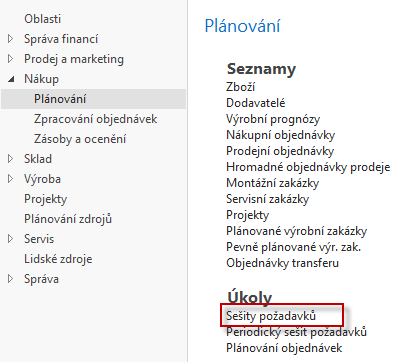 Oblasti
Správa financí
Prodej a marketing
Nákup
Plánování
Zpracování objednávek
Zásoby a ocenění
Sklad
Výroba
Projekty
Plánování zdrojů
Servis
Lidské zdroje
Správa
Plánování
Seznamy
Zboží
Dodavatelé
Výrobní prognózy
Nákupní objednávky
Prodejní objednávky
Hromadné objednávky prodeje
Montážní zakázky
Servisní zakázky
Projekty
Plánované výrobní zakázky
Pevně plánované výr. zak.
Objednávky transferu
Úkoly
Sešity požadavků
Periodický sešit požadavků
Plánování objednávek